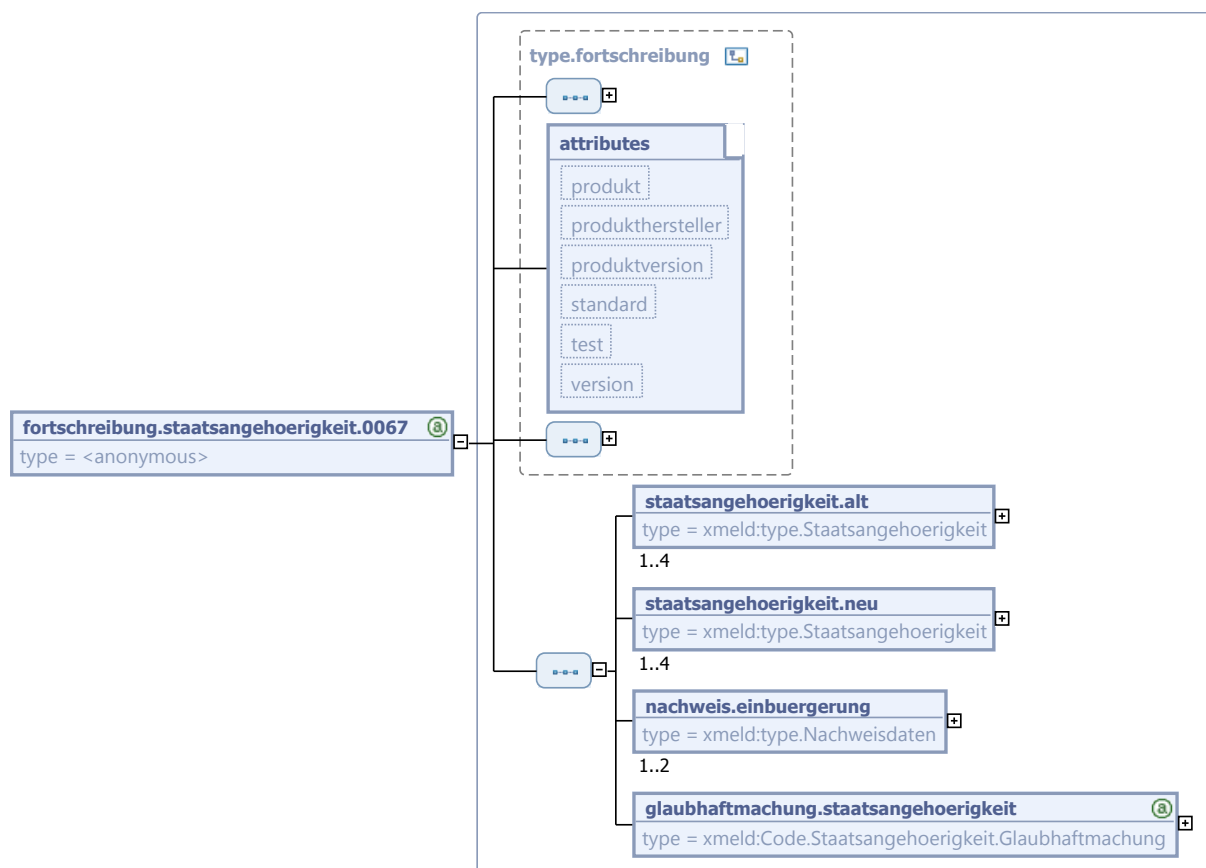 type.fortschreibung
attributes
produkt
produkthersteller
produktversion
standard
test
version
fortschreibung.staatsangehoerigkeit.0067 a
type = <anonymous>
staatsangehoerigkeit.alt
type = xmeld:type.Staatsangehoerigkeit
1..4
staatsangehoerigkeit.neu
type = xmeld:type.Staatsangehoerigkeit
1..4
nachweis.einbuergerung
type = xmeld:type.Nachweisdaten
1..2
glaubhaftmachung.staatsangehoerigkeit a
type = xmeld:Code.Staatsangehoerigkeit.Glaubhaftmachung